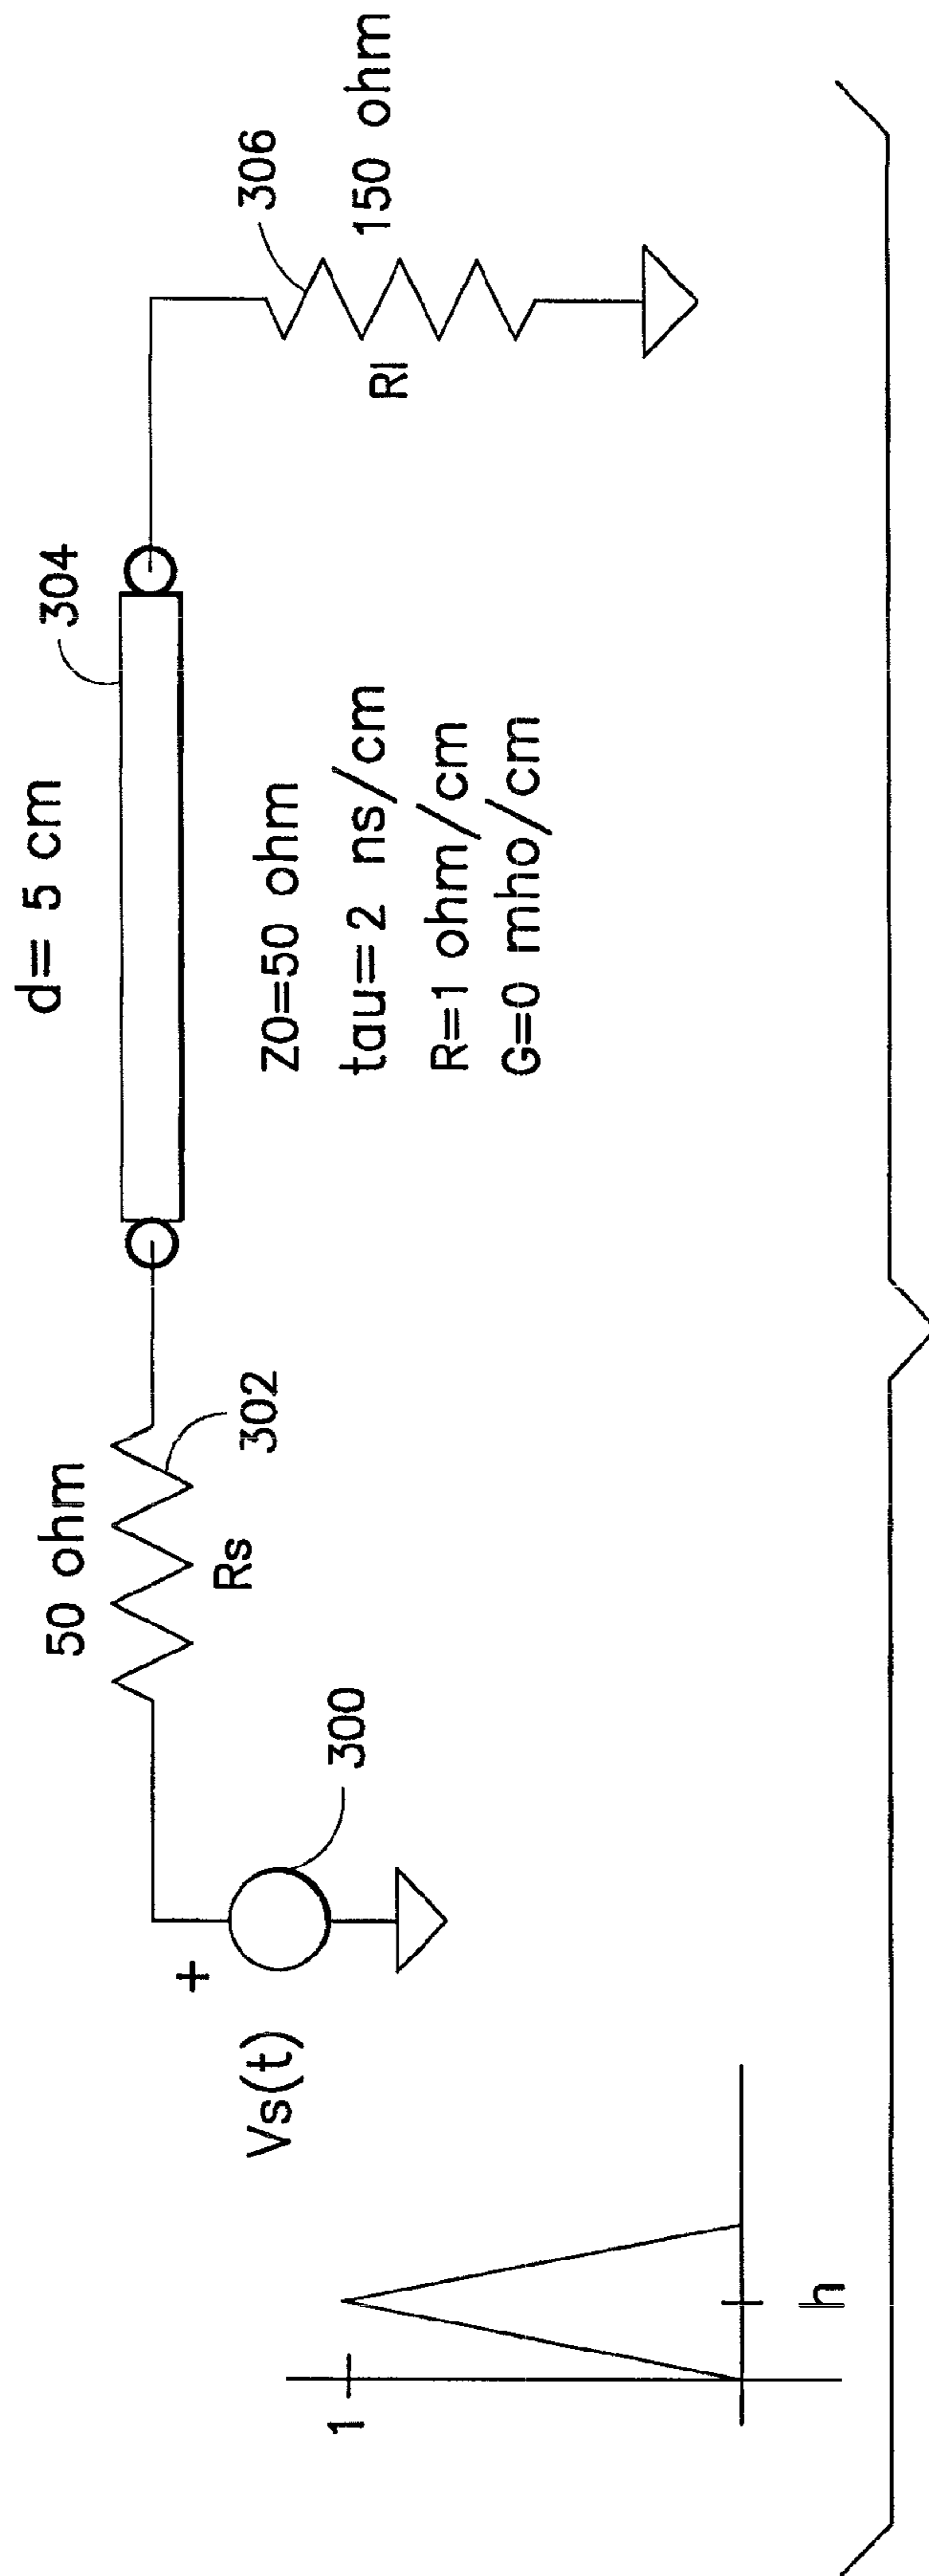 d= 5 cm
304
50 ohm
302
Rs
Z0=50 ohm
tau=2 ns/cm
R=1 ohm/cm
G=0 mho/cm
306
Rl
150 ohm
+
Vs(t)
300
1
h